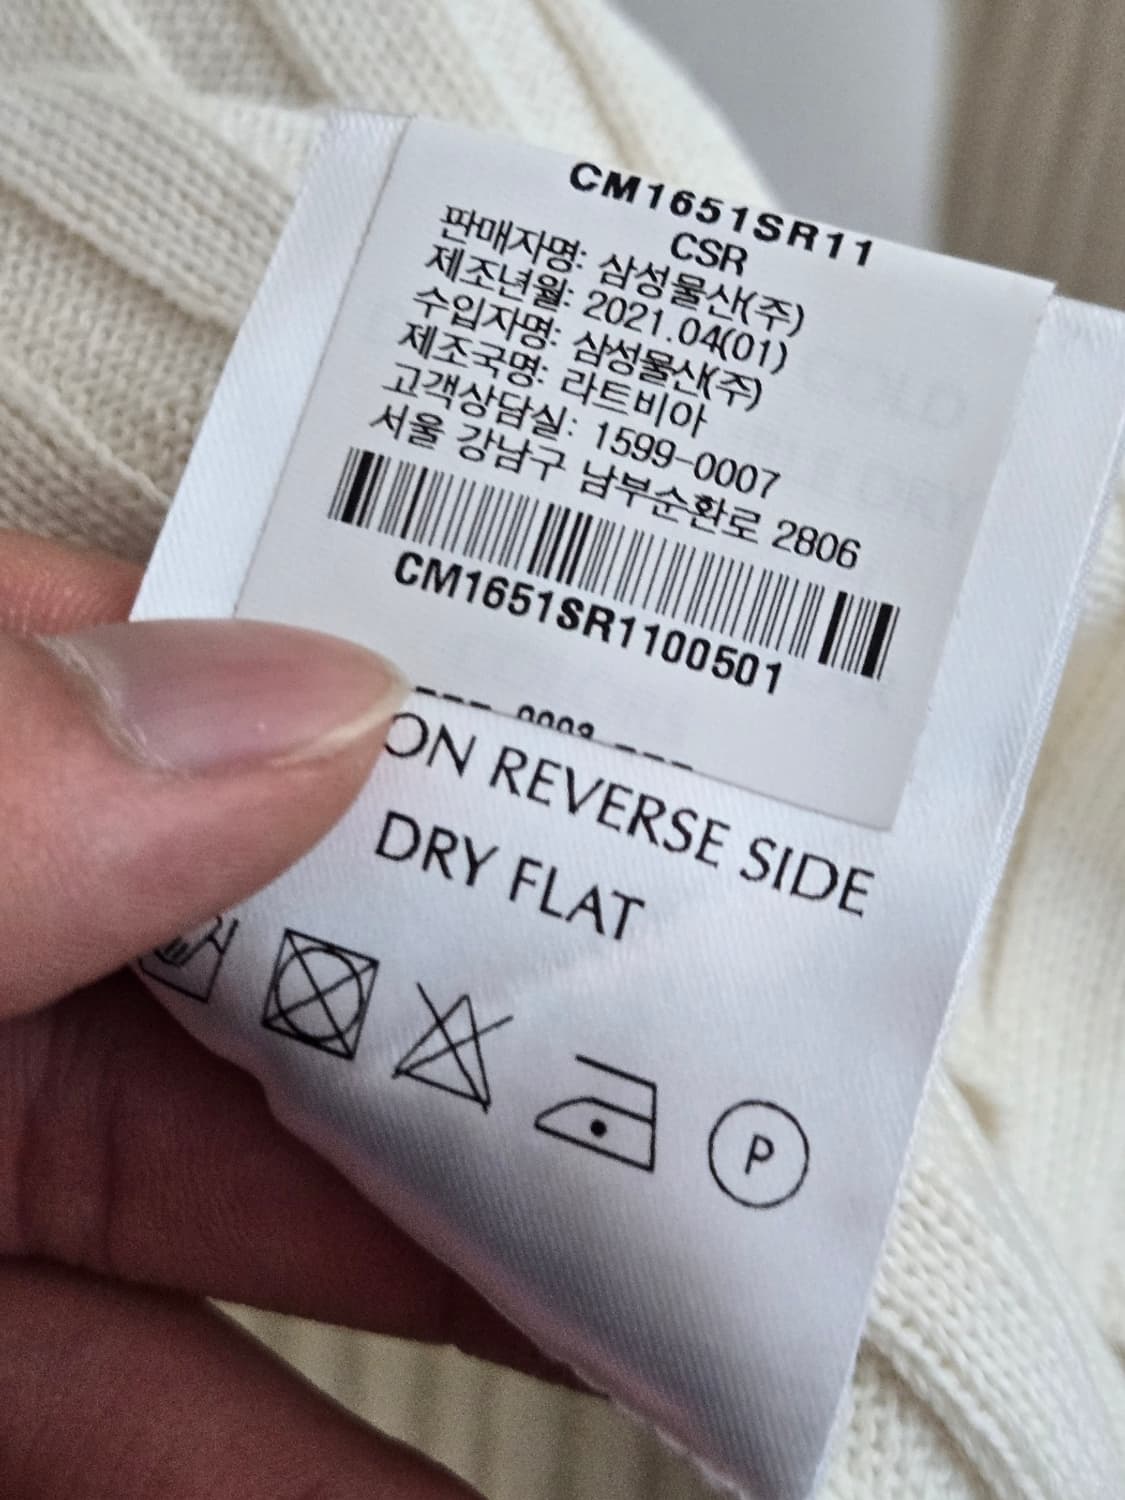 CM1651SR11
CSR
판매자명: 삼성물산(주)
제조년월: 2021.04(01)
수입자명: 삼성물산(주)
제조국명: 라트비아
고객상담실: 1599-0007
서울 강남구 남부순환로 2806
CM1651SR1100501
ON REVERSE SIDE
DRY FLAT
P